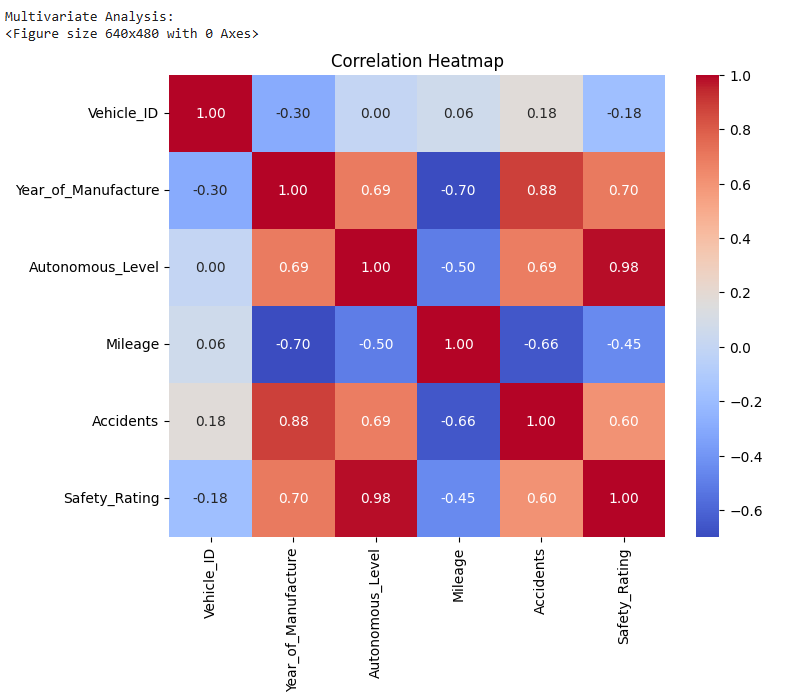 Multivariate Analysis:
<Figure size 640x480 with 0 Axes>
Correlation Heatmap
Vehicle_ID 1.00 -0.30 0.00 0.06 0.18 -0.18
Year_of_Manufacture -0.30 1.00 0.69 -0.70 0.88 0.70
Autonomous_Level 0.00 0.69 1.00 -0.50 0.69 0.98
Mileage 0.06 -0.70 -0.50 1.00 -0.66 -0.45
Accidents 0.18 0.88 0.69 -0.66 1.00 0.60
Safety_Rating -0.18 0.70 0.98 -0.45 0.60 1.00
Vehicle_ID
Year_of_Manufacture
Autonomous_Level
Mileage
Accidents
Safety_Rating
1.0
0.8
0.6
0.4
0.2
0.0
−0.2
−0.4
−0.6